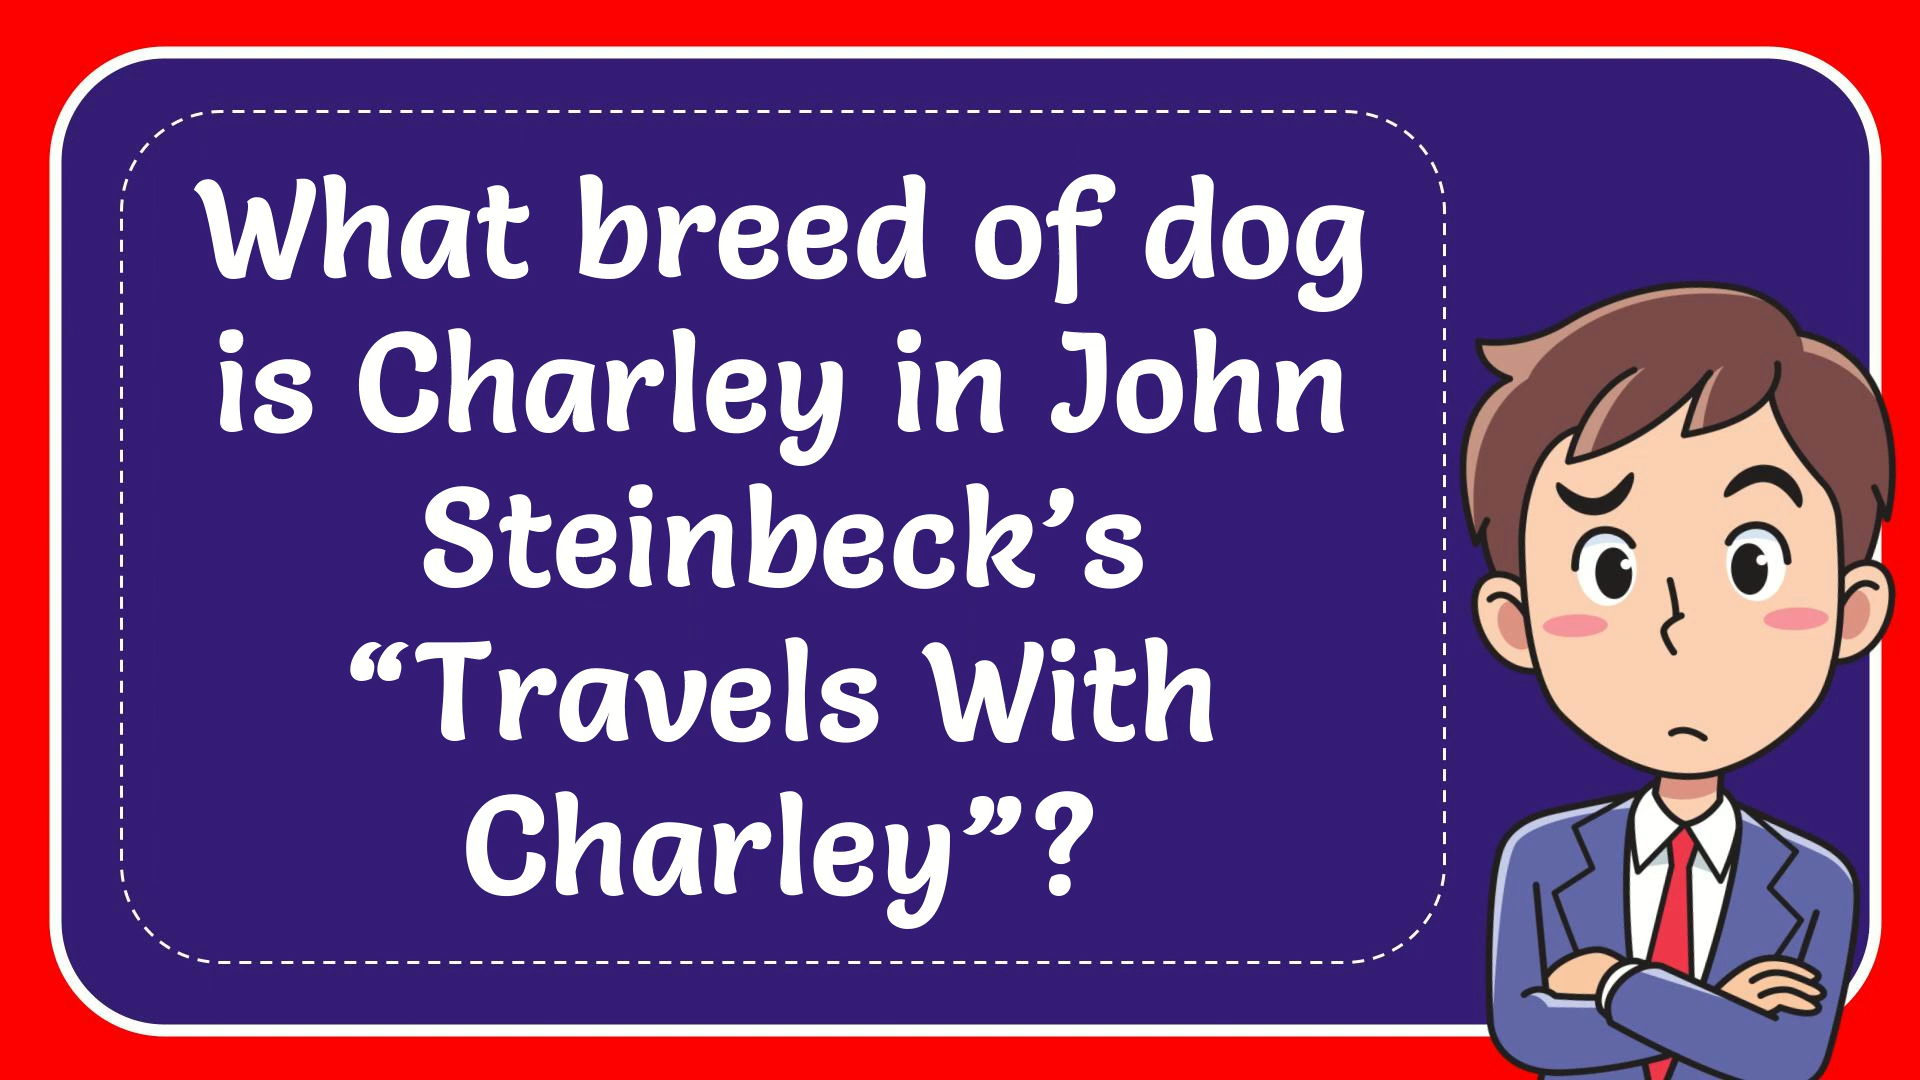 What breed of dog
is Charley in John
Steinbeck’s
“Travels With
Charley”?